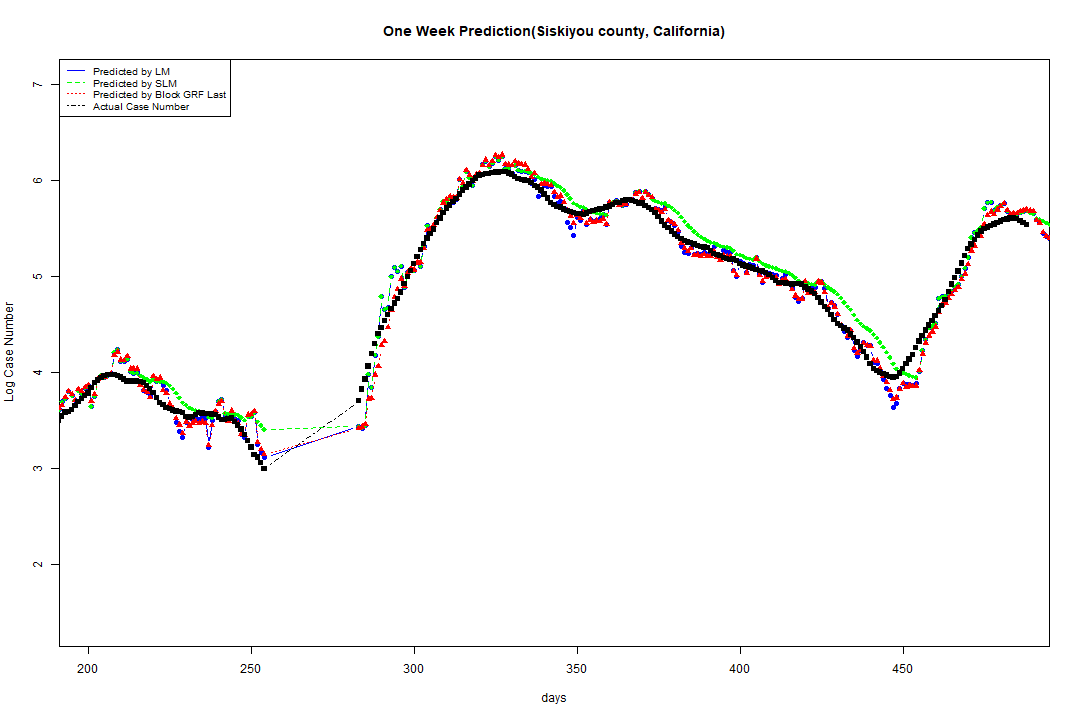 One Week Prediction(Siskiyou county, California)
Predicted by LM
Predicted by SLM
Predicted by Block GRF Last
Actual Case Number
7
6
5
4
3
2
Log Case Number
200 250 300 350 400 450
days